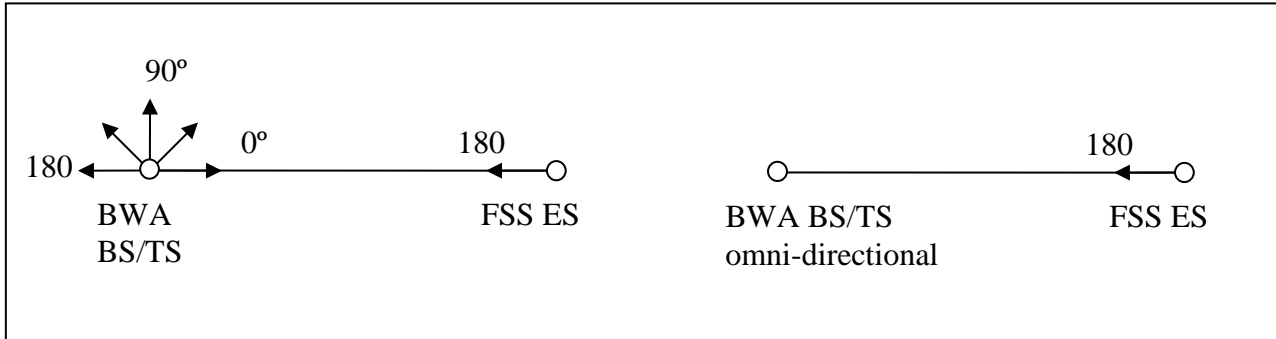 90º
0º
180
180
BWA
BS/TS
FSS ES
180
BWA BS/TS
omni-directional
FSS ES